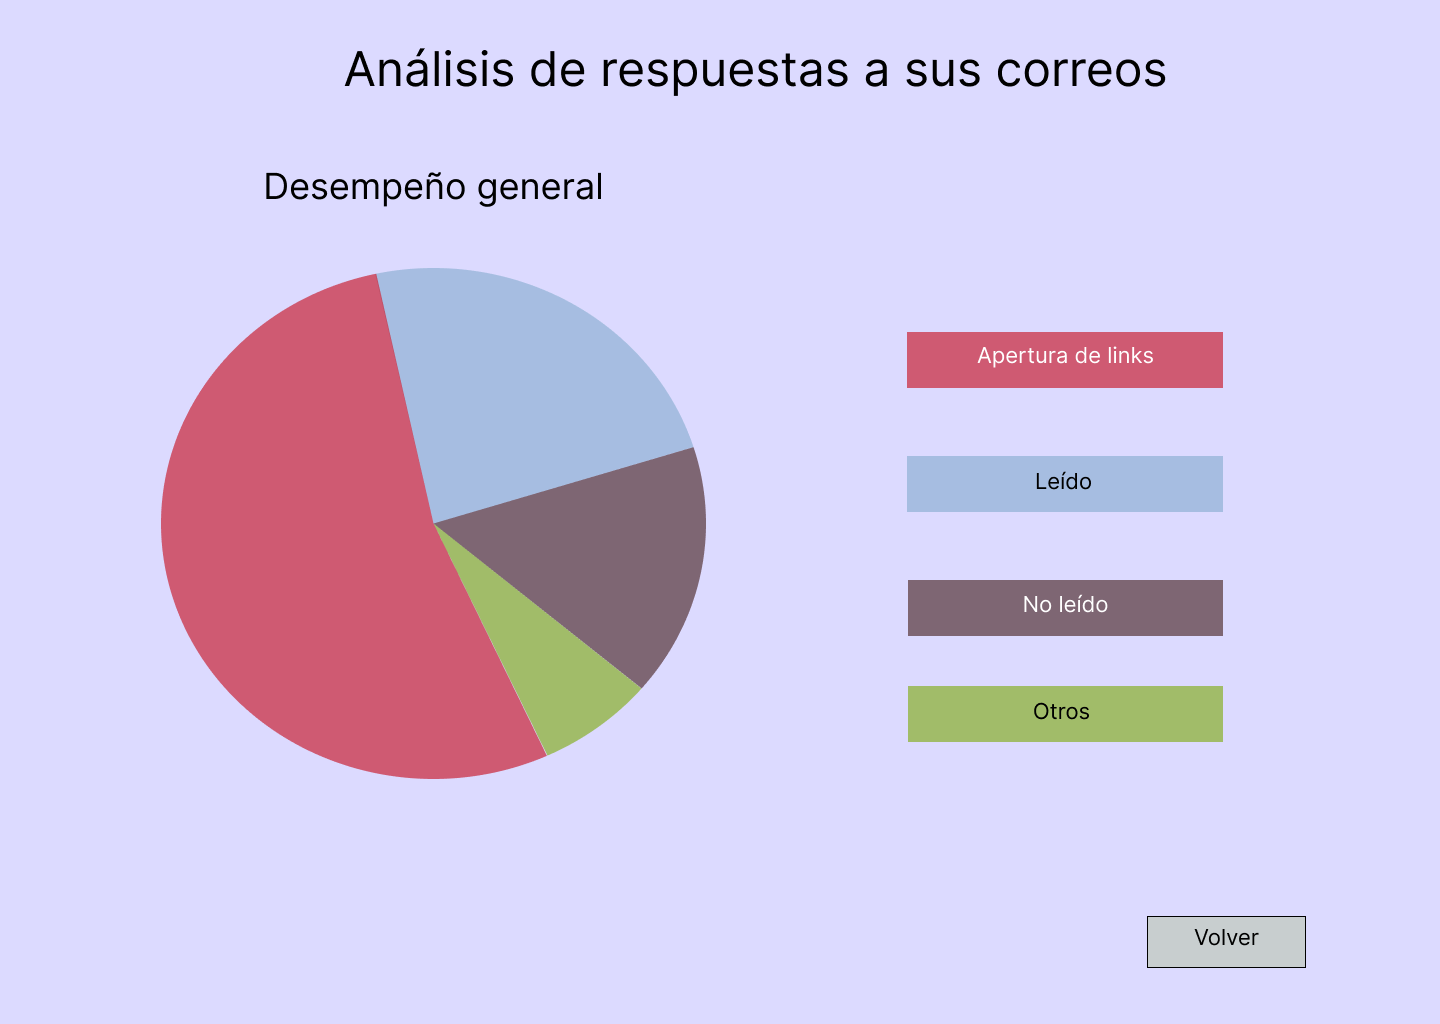 Análisis de respuestas a sus correos
Desempeño general
Apertura de links
Leído
No leído
Otros
Volver